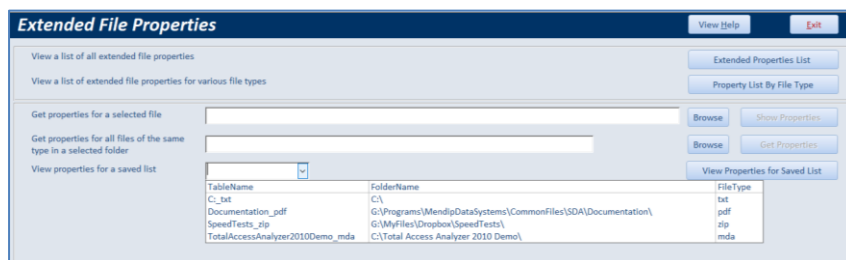 Extended File Properties View Help Exit
View a list of all extended file properties Extended Properties List
View a list of extended file properties for various file types Property List By File Type
Get properties for a selected file Browse Show Properties
Get properties for all files of the same
type in a selected folder Browse Get Properties
View properties for a saved list View Properties for Saved List
TableName FolderName FileType
C:_txt C:\ txt
Documentation_pdf G:\Programs\MendipDataSystems\CommonFiles\SDA\Documentation\ pdf
SpeedTests_zip G:\MyFiles\Dropbox\SpeedTests\ zip
TotalAccessAnalyzer2010Demo_mda C:\Total Access Analyzer 2010 Demo\ mda